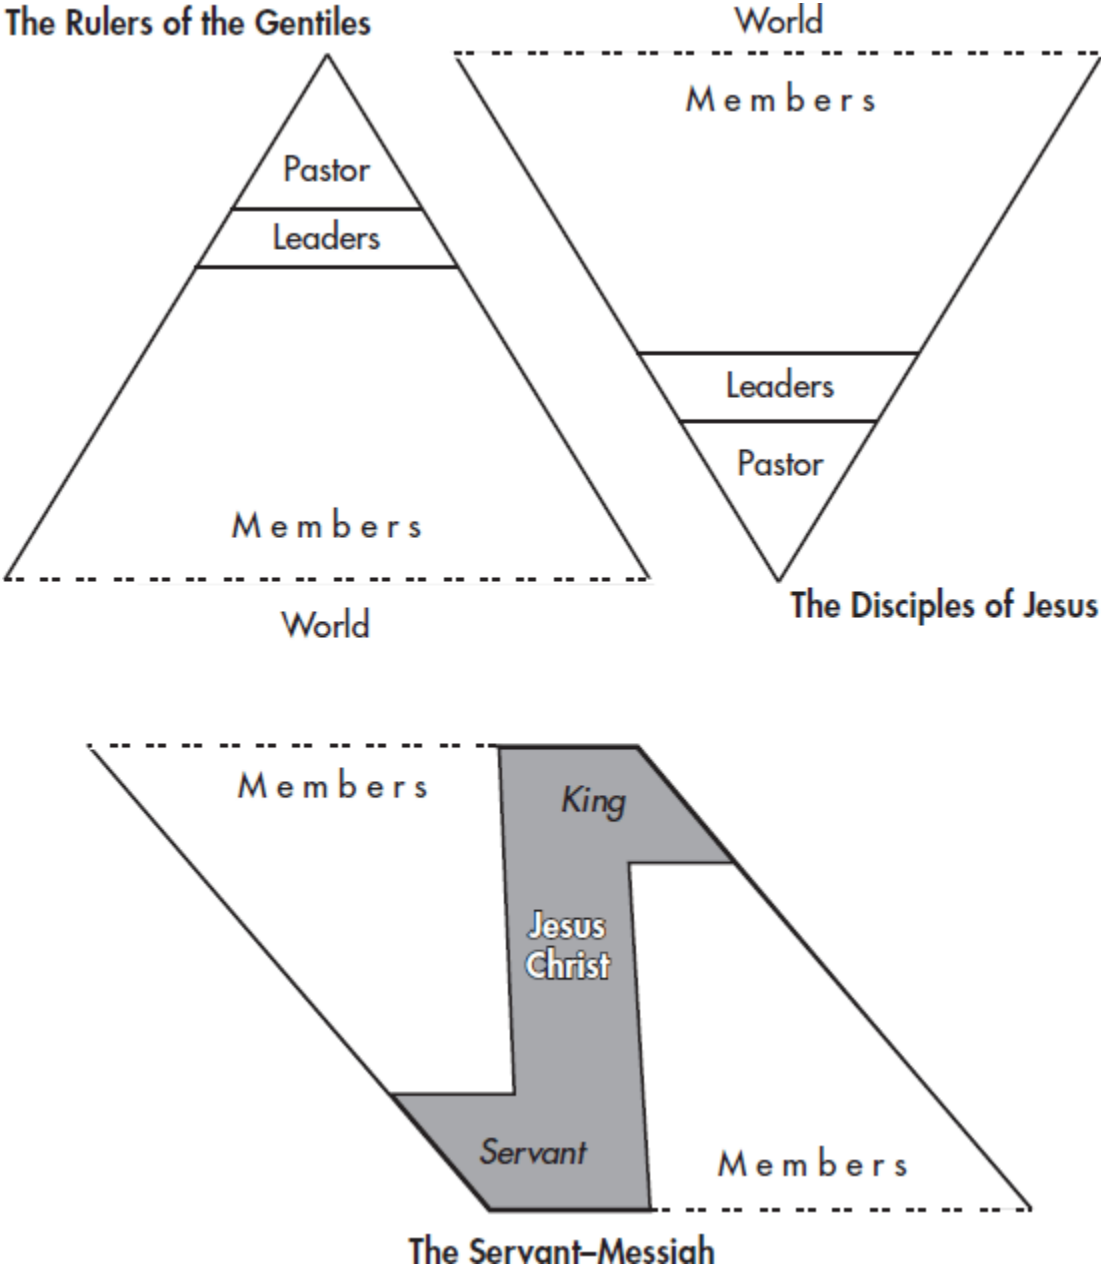 The Rulers of the Gentiles
Pastor
Leaders
Members
World
World
Members
Leaders
Pastor
The Disciples of Jesus
Members
King
Jesus
Christ
Servant
Members
The Servant–Messiah